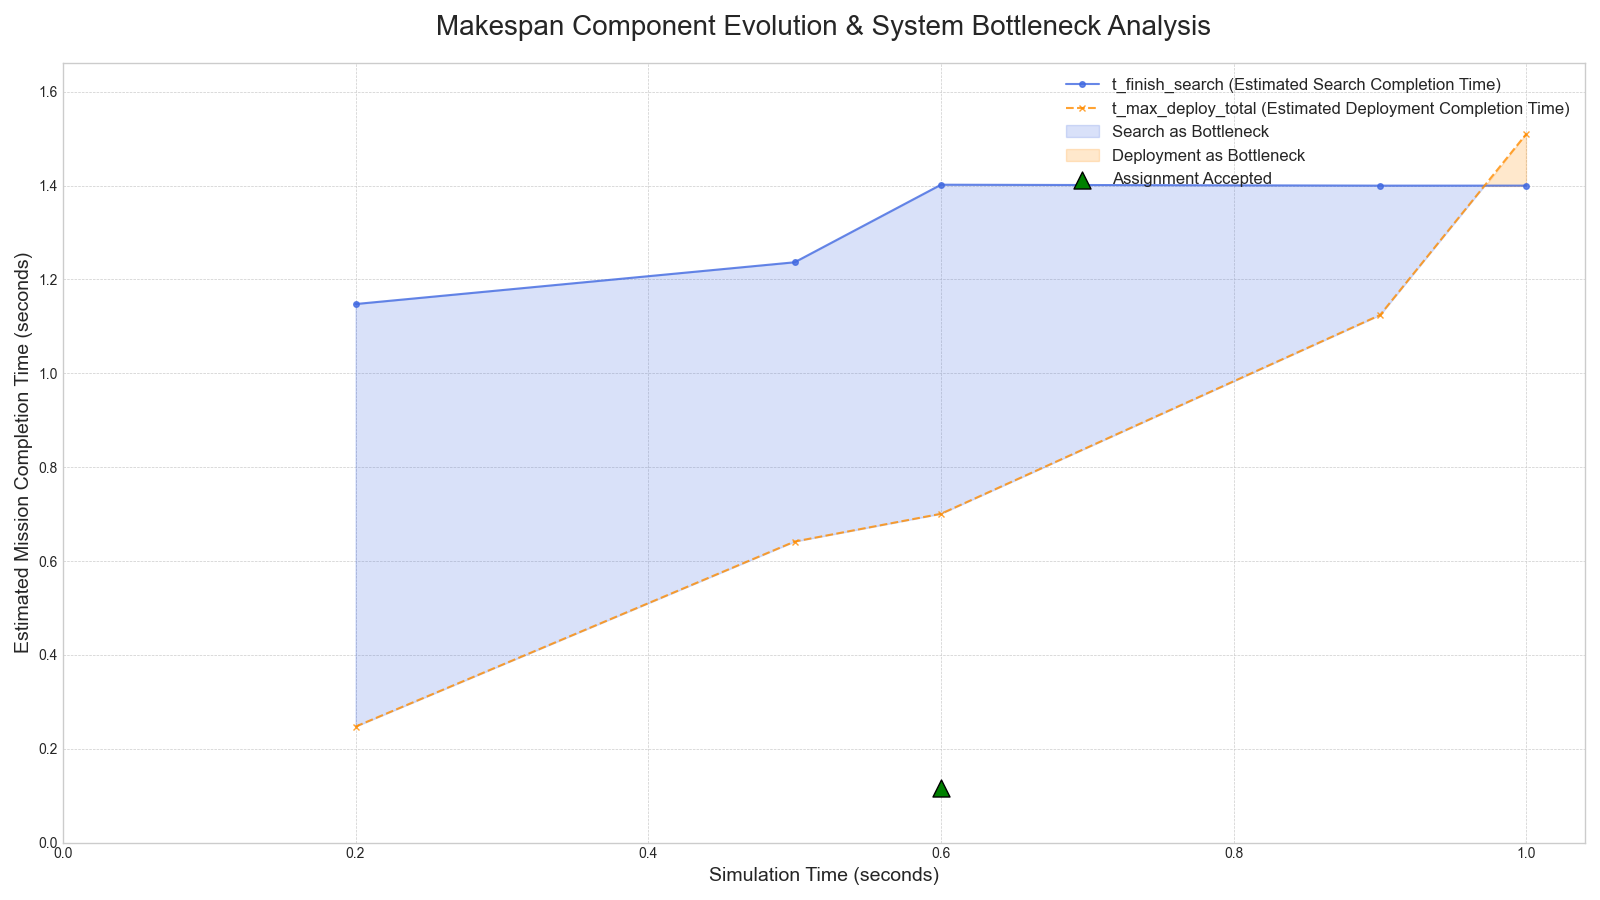 Makespan Component Evolution & System Bottleneck Analysis
t_finish_search (Estimated Search Completion Time)
t_max_deploy_total (Estimated Deployment Completion Time)
Search as Bottleneck
Deployment as Bottleneck
Assignment Accepted
Estimated Mission Completion Time (seconds)
1.6
1.4
1.2
1.0
0.8
0.6
0.4
0.2
0.0
0.0 0.2 0.4 0.6 0.8 1.0
Simulation Time (seconds)